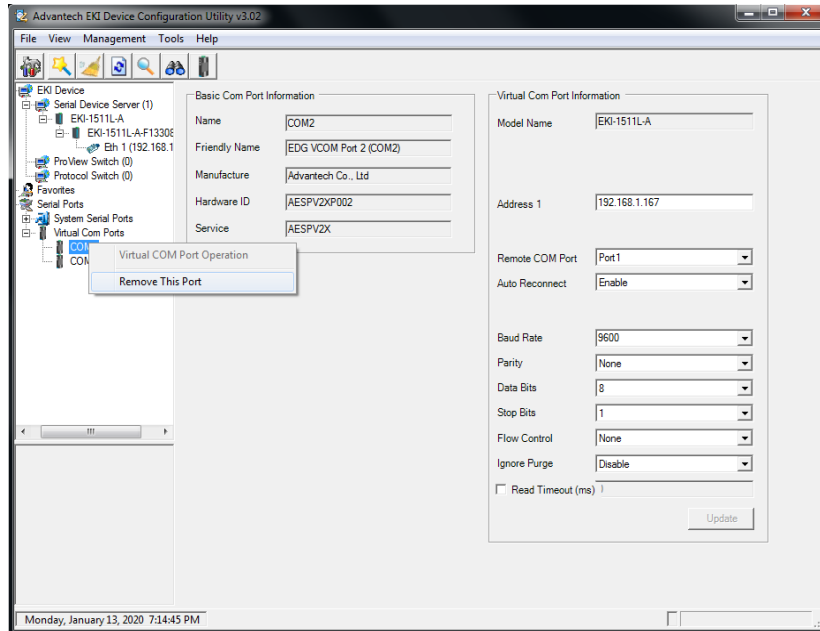 Advantech EKI Device Configuration Utility v3.02
File View Management Tools Help
EKI Device
Serial Device Server (1)
EKI-1511L-A
EKI-1511L-A-F1330E
Eth 1 (192.168.1
ProView Switch (0)
Protocol Switch (0)
Favorites
Serial Ports
System Serial Ports
Virtual Com Ports
COM
COM
Virtual COM Port Operation
Remove This Port
Basic Com Port Information
Name COM2
Friendly Name EDG VCOM Port 2 (COM2)
Manufacture Advantech Co., Ltd
Hardware ID AESPV2XP002
Service AESPV2X
Virtual Com Port Information
Model Name EKI-1511L-A
Address 1 192.168.1.167
Remote COM Port Port1
Auto Reconnect Enable
Baud Rate 9600
Parity None
Data Bits 8
Stop Bits 1
Flow Control None
Ignore Purge Disable
Read Timeout (ms)
Update
Monday, January 13, 2020 7:14:45 PM